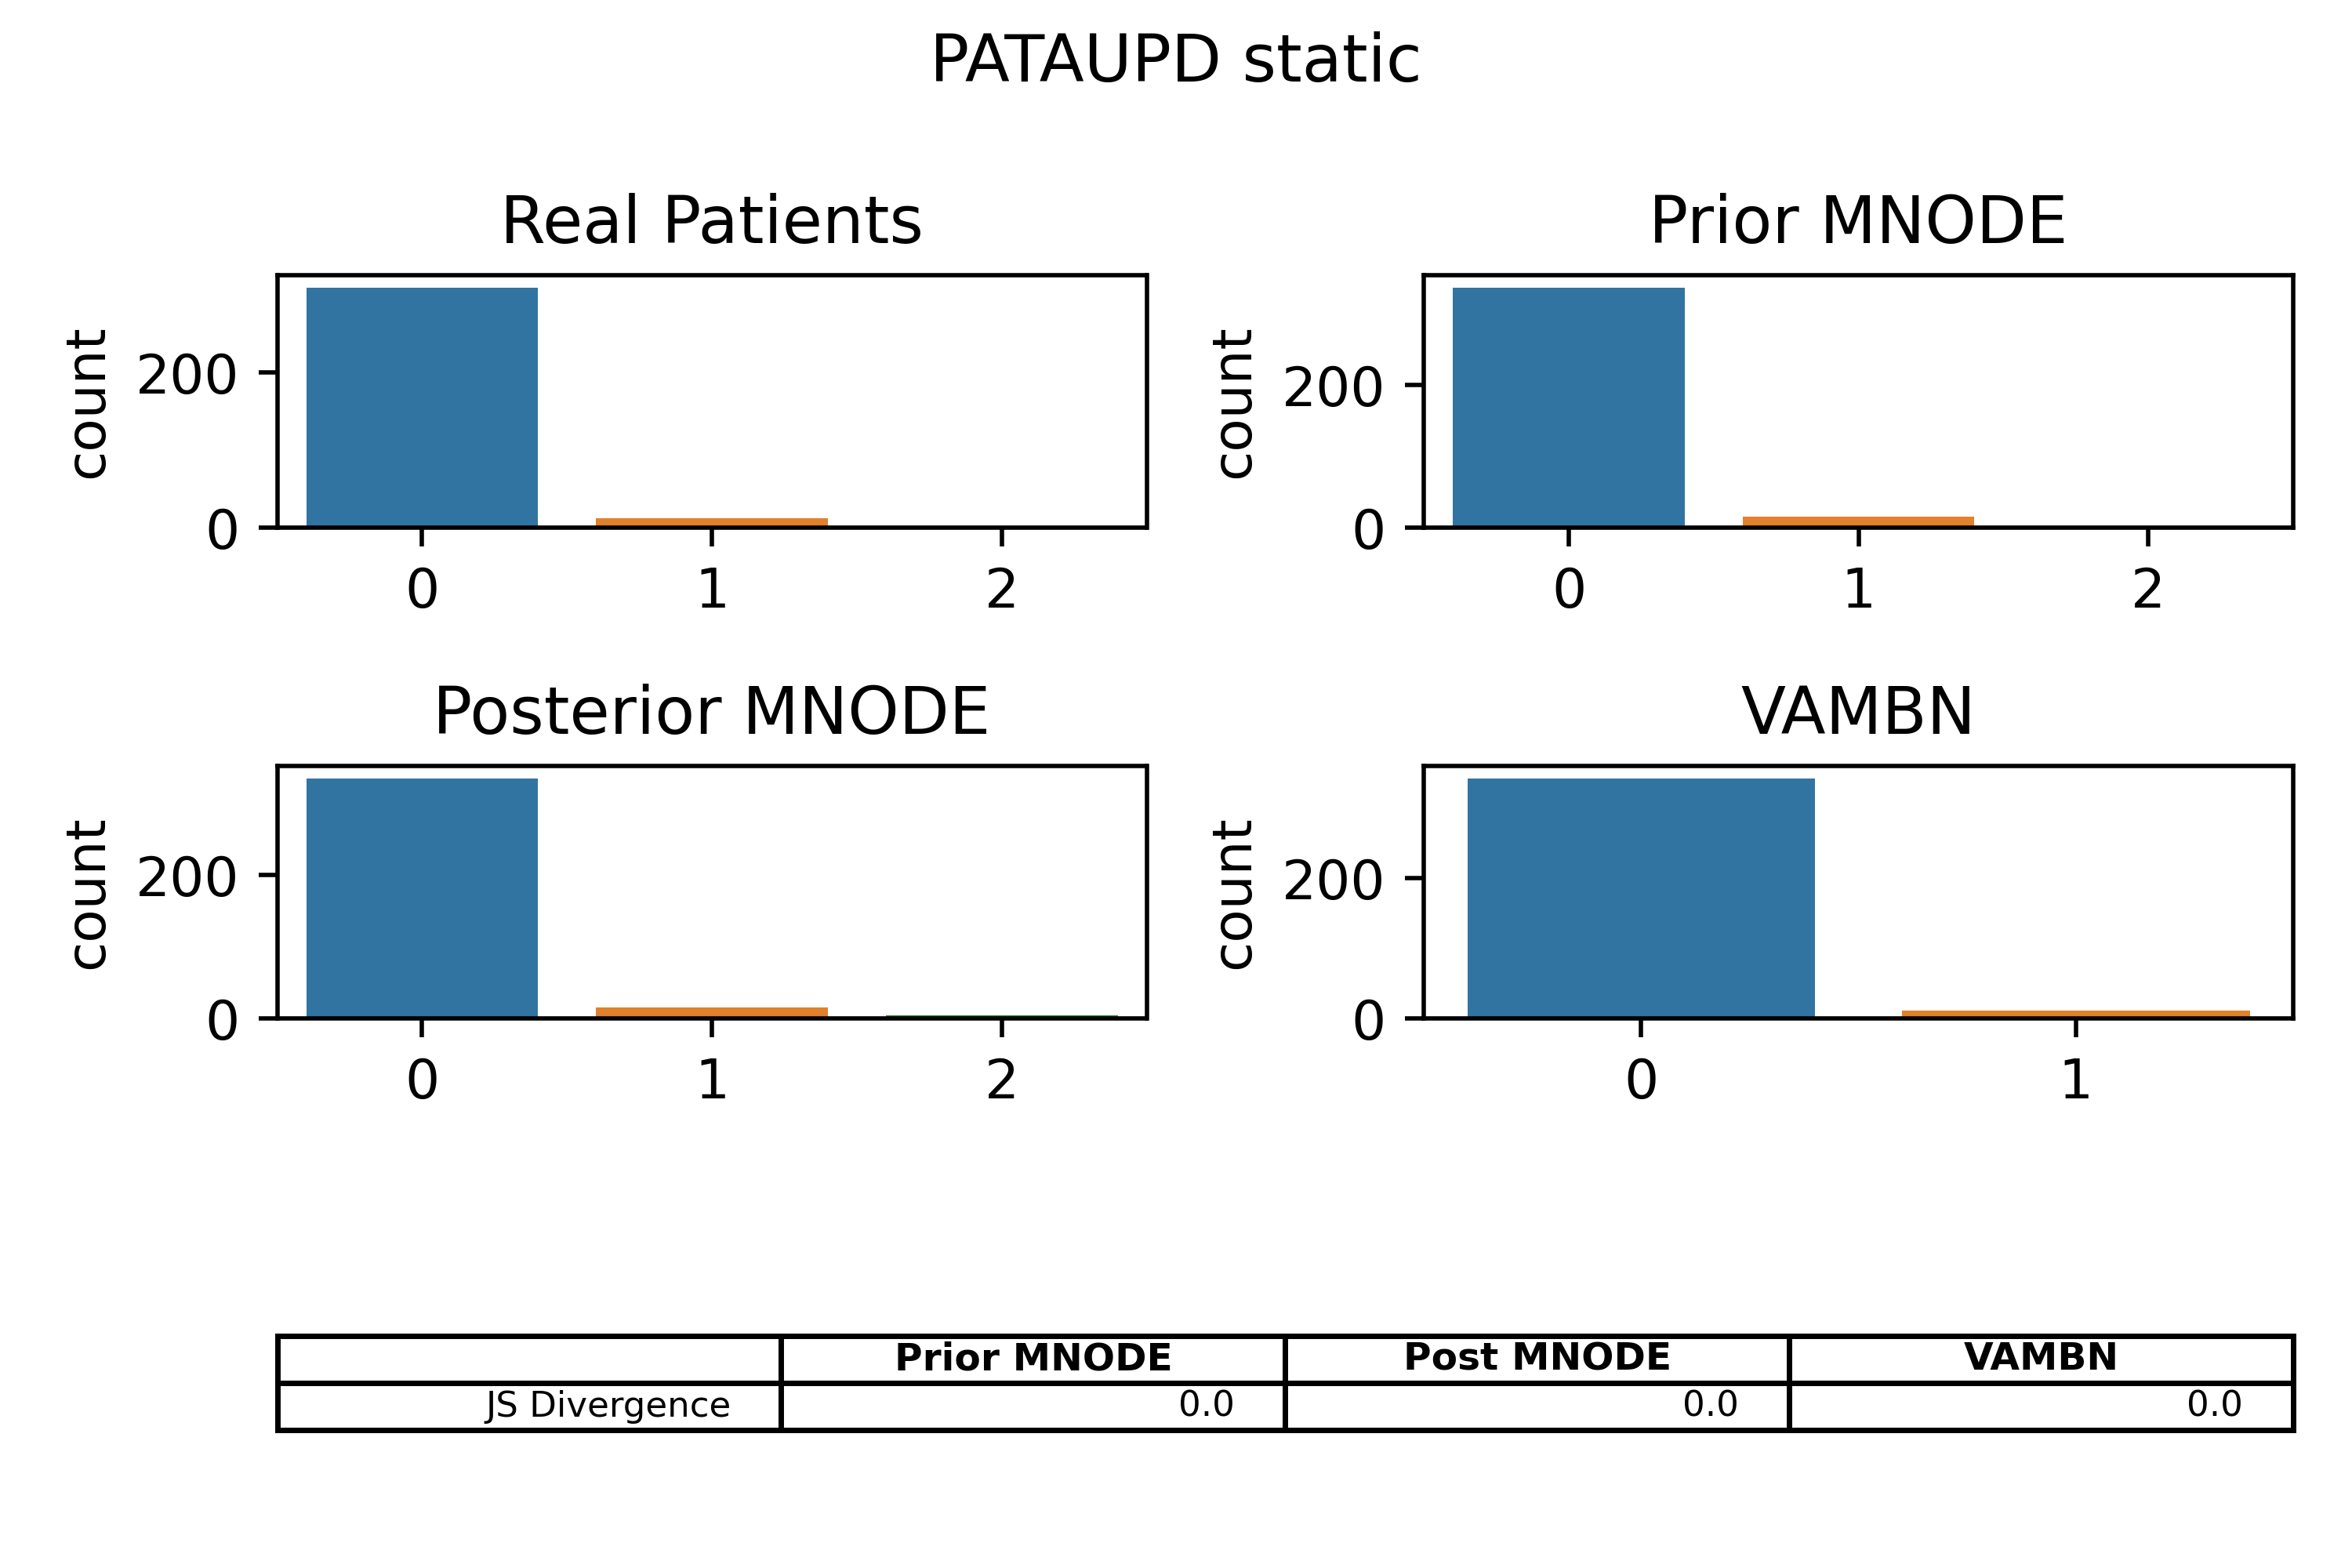 PATAUPD static
Real Patients
count
200
0
0 1 2
Prior MNODE
count
200
0
0 1 2
Posterior MNODE
count
200
0
0 1 2
VAMBN
count
200
0
0 1
Prior MNODE Post MNODE VAMBN
JS Divergence 0.0 0.0 0.0